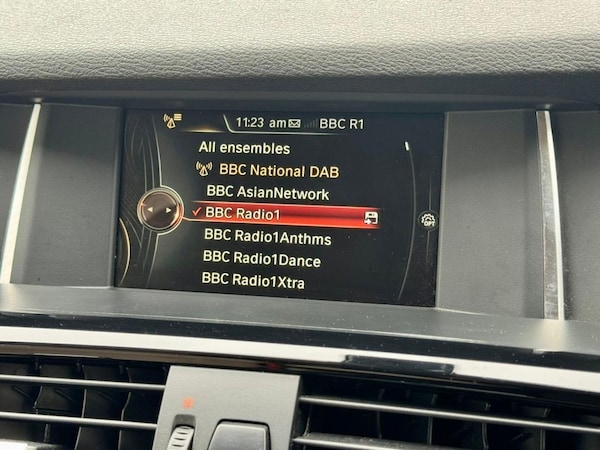 11:23 am BBC R1
All ensembles
BBC National DAB
BBC AsianNetwork
BBC Radio1
BBC Radio1Anthms
BBC Radio1Dance
BBC Radio1Xtra
OPT